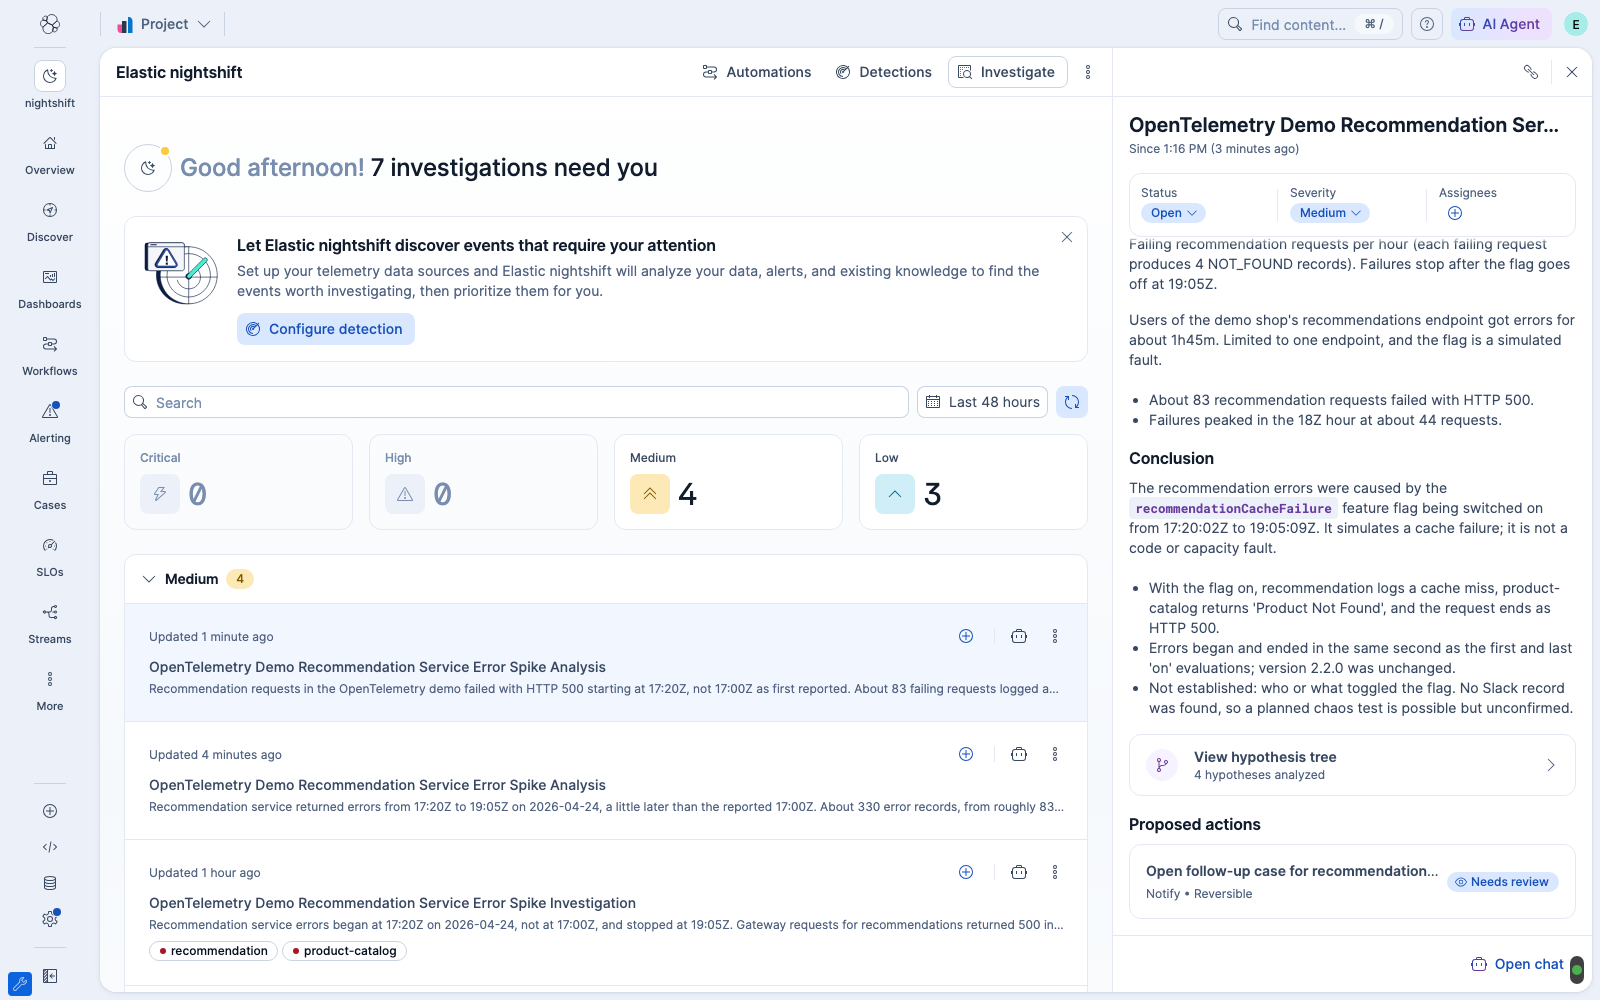 Project
Find content...
⌘ /
AI Agent
E
nightshift
Overview
Discover
Dashboards
Workflows
Alerting
Cases
SLOs
Streams
More
Elastic nightshift
Automations
Detections
Investigate
Good afternoon! 7 investigations need you
Let Elastic nightshift discover events that require your attention
Set up your telemetry data sources and Elastic nightshift will analyze your data, alerts, and existing knowledge to find the
events worth investigating, then prioritize them for you.
Configure detection
Search
Last 48 hours
Critical
0
High
0
Medium
4
Low
3
Medium 4
Updated 1 minute ago
OpenTelemetry Demo Recommendation Service Error Spike Analysis
Recommendation requests in the OpenTelemetry demo failed with HTTP 500 starting at 17:20Z, not 17:00Z as first reported. About 83 failing requests logged a...
Updated 4 minutes ago
OpenTelemetry Demo Recommendation Service Error Spike Analysis
Recommendation service returned errors from 17:20Z to 19:05Z on 2026-04-24, a little later than the reported 17:00Z. About 330 error records, from roughly 83...
Updated 1 hour ago
OpenTelemetry Demo Recommendation Service Error Spike Investigation
Recommendation service errors began at 17:20Z on 2026-04-24, not at 17:00Z, and stopped at 19:05Z. Gateway requests for recommendations returned 500 in...
recommendation
product-catalog
OpenTelemetry Demo Recommendation Ser...
Since 1:16 PM (3 minutes ago)
Status
Open
Severity
Medium
Assignees
Failing recommendation requests per hour (each failing request
produces 4 NOT_FOUND records). Failures stop after the flag goes
off at 19:05Z.
Users of the demo shop's recommendations endpoint got errors for
about 1h45m. Limited to one endpoint, and the flag is a simulated
fault.
• About 83 recommendation requests failed with HTTP 500.
• Failures peaked in the 18Z hour at about 44 requests.
Conclusion
The recommendation errors were caused by the
recommendationCacheFailure feature flag being switched on
from 17:20:02Z to 19:05:09Z. It simulates a cache failure; it is not a
code or capacity fault.
• With the flag on, recommendation logs a cache miss, product-
catalog returns 'Product Not Found', and the request ends as
HTTP 500.
• Errors began and ended in the same second as the first and last
'on' evaluations; version 2.2.0 was unchanged.
• Not established: who or what toggled the flag. No Slack record
was found, so a planned chaos test is possible but unconfirmed.
View hypothesis tree
4 hypotheses analyzed
Proposed actions
Open follow-up case for recommendation...
Notify • Reversible
Needs review
Open chat